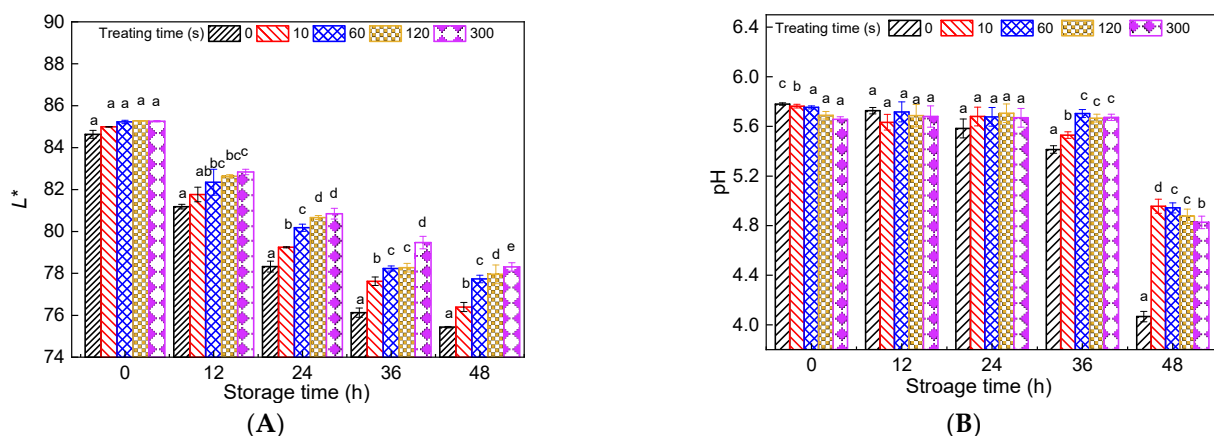 90
88
86
84
82
80
78
76
74
L*
Treating time (s) 0 10 60 120 300
a a a a a
a ab bc bc c
a b c d d
a b c c d
a b c d e
0 12 24 36 48
Storage time (h)
(A)
6.4
6.0
5.6
5.2
4.8
4.4
4.0
pH
Treating time (s) 0 10 60 120 300
c b a a a
a a a a a
a a a a a
a b c c c
a d c b b
0 12 24 36 48
Stroage time (h)
(B)